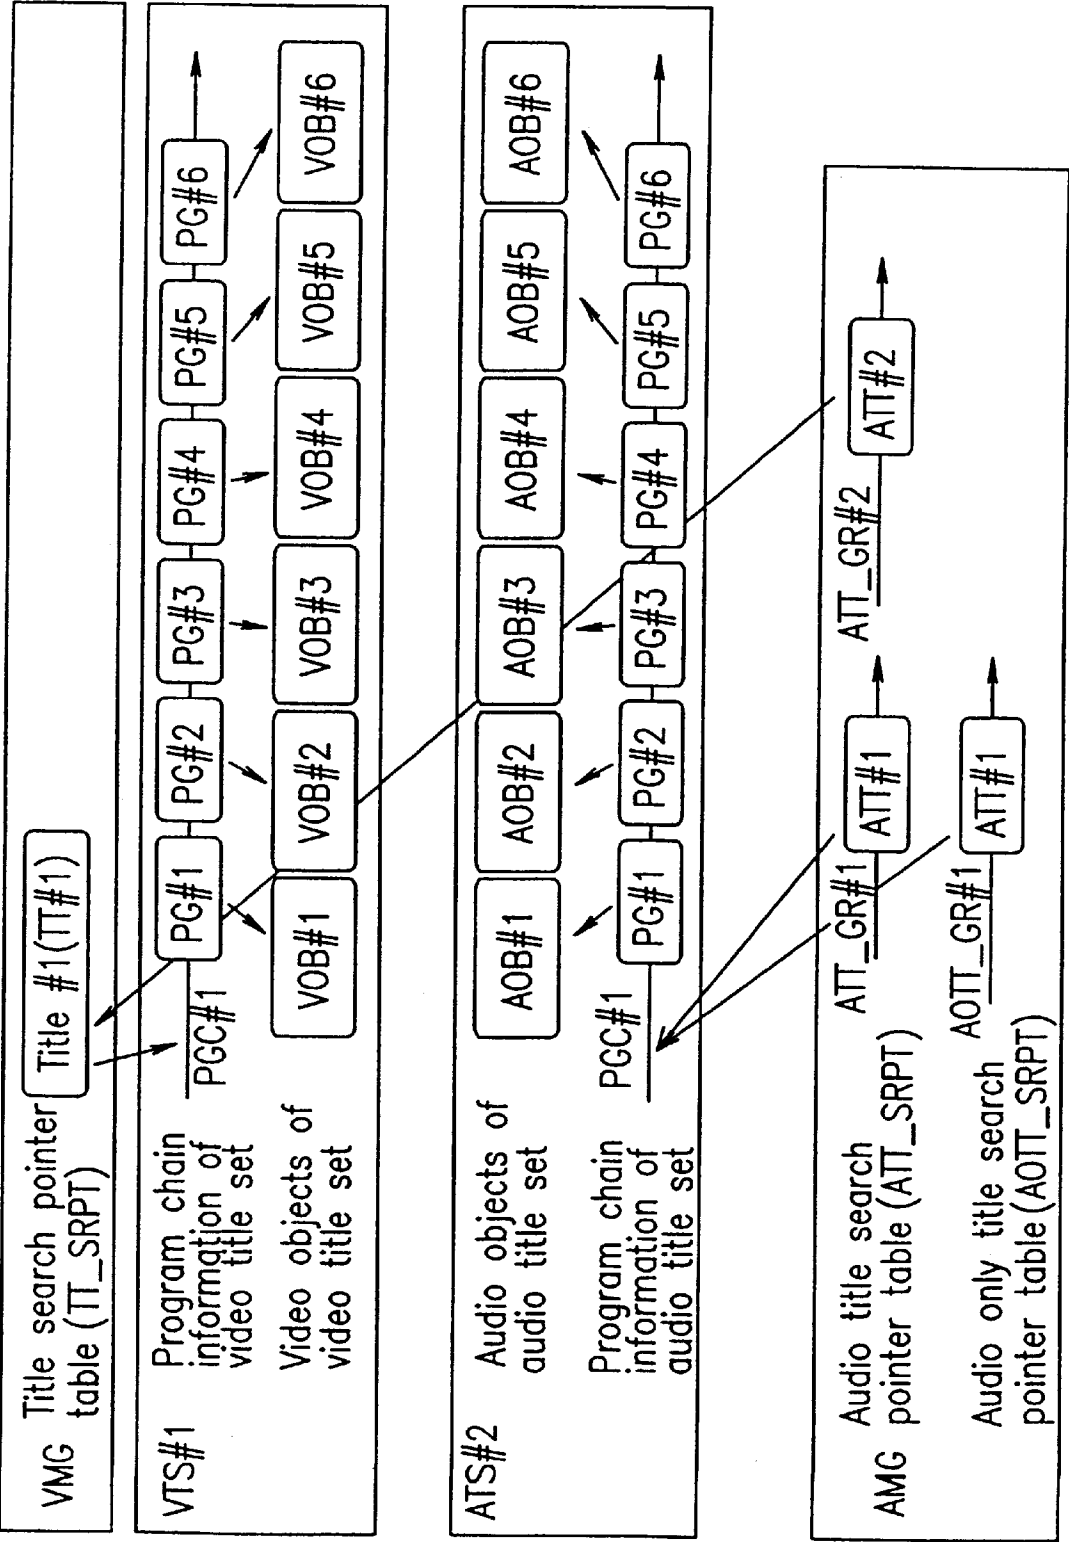 VMG
Title search pointer
table (TT_SRPT)
Title #1(TT#1)
VTS#1
Program chain
information of
video title set
PGC#1
PG#1
PG#2
PG#3
PG#4
PG#5
PG#6
Video objects of
video title set
VOB#1
VOB#2
VOB#3
VOB#4
VOB#5
VOB#6
ATS#2
Audio objects of
audio title set
AOB#1
AOB#2
AOB#3
AOB#4
AOB#5
AOB#6
Program chain
information of
audio title set
PGC#1
PG#1
PG#2
PG#3
PG#4
PG#5
PG#6
AMG
Audio title search
pointer table (ATT_SRPT)
ATT_GR#1
ATT#1
ATT_GR#2
ATT#2
Audio only title search
pointer table (AOTT_SRPT)
AOTT_GR#1
ATT#1